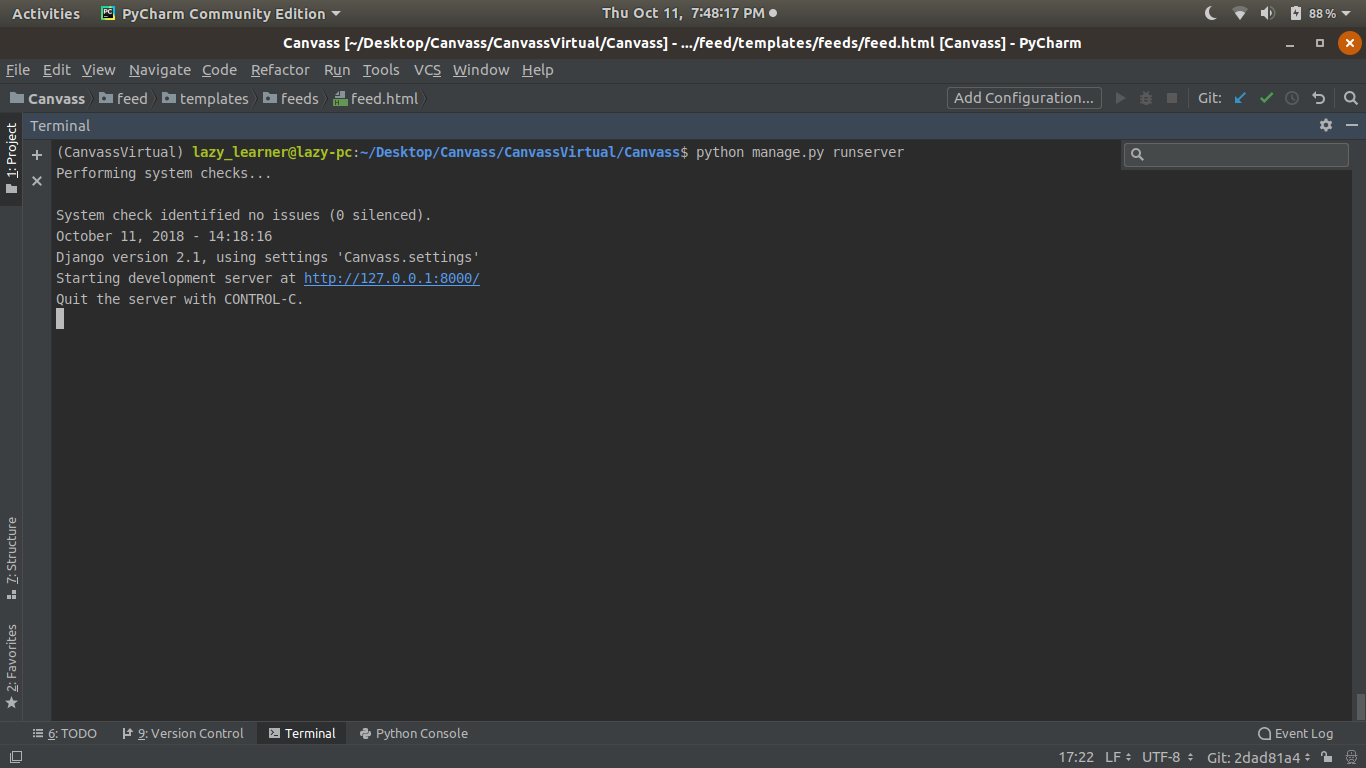 Activities PyCharm Community Edition Thu Oct 11, 7:48:17 PM 88%
Canvass [~/Desktop/Canvass/CanvassVirtual/Canvass] - .../feed/templates/feeds/feed.html [Canvass] - PyCharm
File Edit View Navigate Code Refactor Run Tools VCS Window Help
Canvass feed templates feeds feed.html Add Configuration... Git:
Terminal
1: Project
(CanvassVirtual) lazy_learner@lazy-pc:~/Desktop/Canvass/CanvassVirtual/Canvass$ python manage.py runserver
Performing system checks...
System check identified no issues (0 silenced).
October 11, 2018 - 14:18:16
Django version 2.1, using settings 'Canvass.settings'
Starting development server at http://127.0.0.1:8000/
Quit the server with CONTROL-C.
7: Structure
2: Favorites
6: TODO 9: Version Control Terminal Python Console Event Log
17:22 LF UTF-8 Git: 2dad81a4